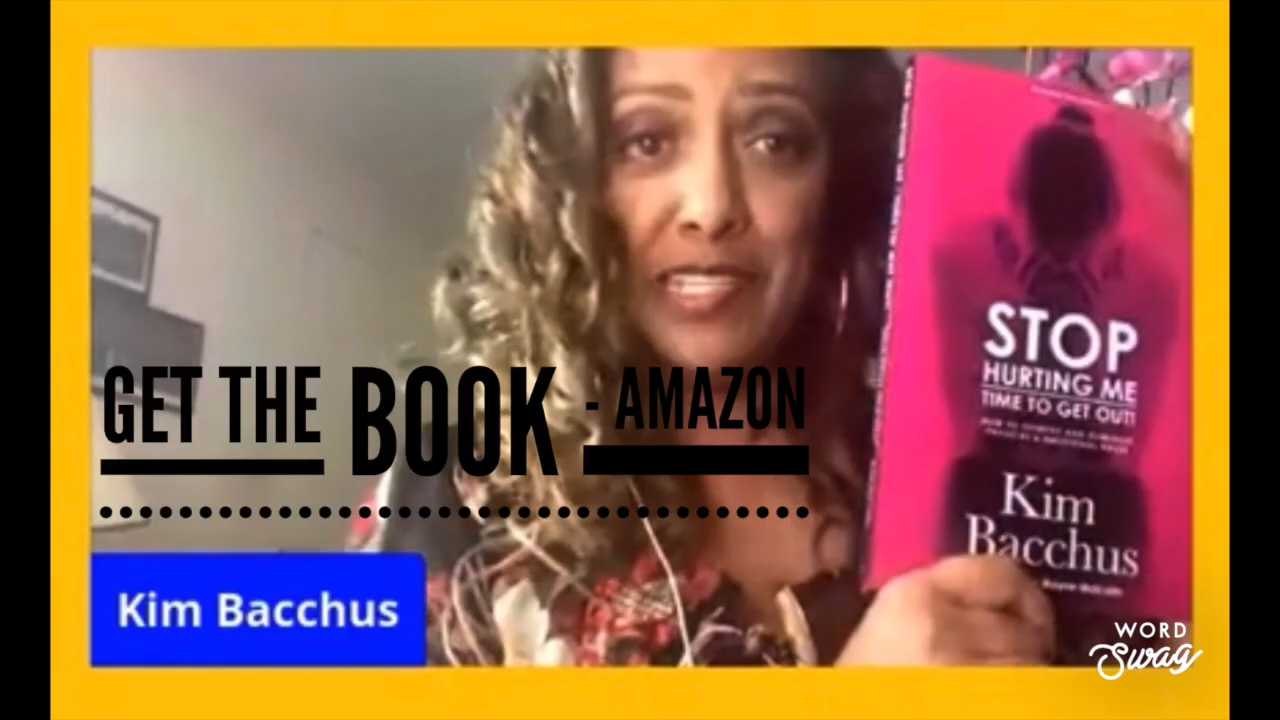 GET THE BOOK - AMAZON
STOP
HURTING ME
TIME TO GET OUT!
Kim
Bacchus
Kim Bacchus
WORD
Swag